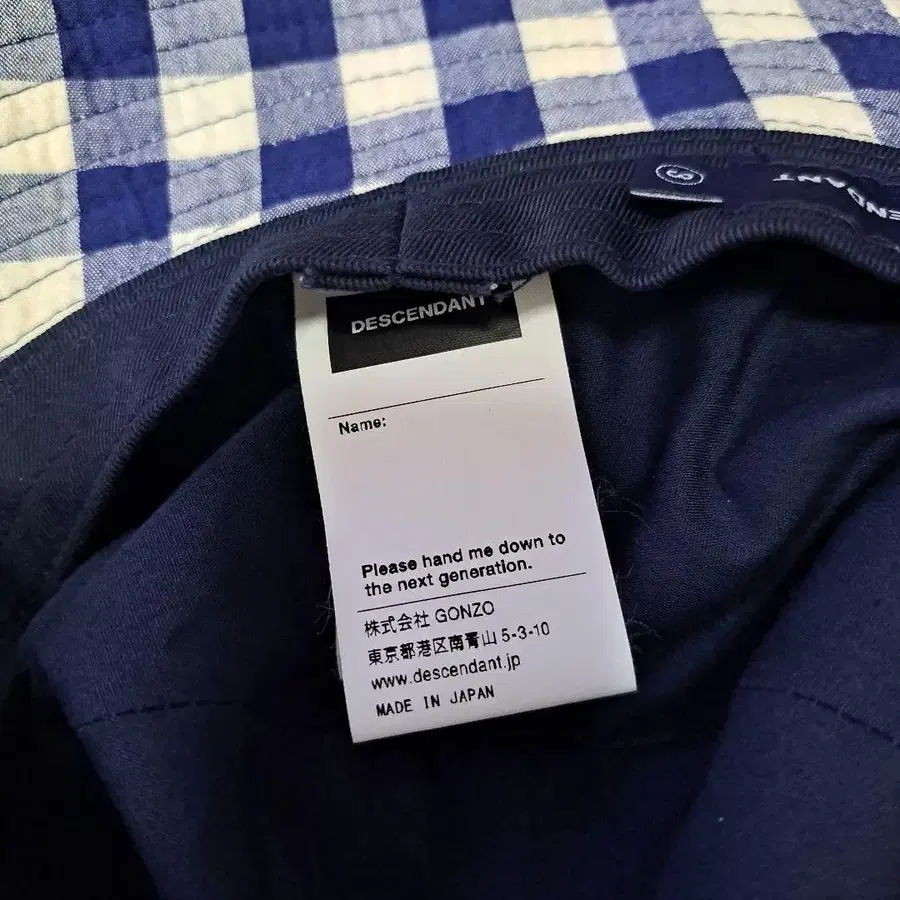 DESCENDANT
Name:
Please hand me down to
the next generation.
株式会社 GONZO
東京都港区南青山 5-3-10
www.descendant.jp
MADE IN JAPAN
ENDANT